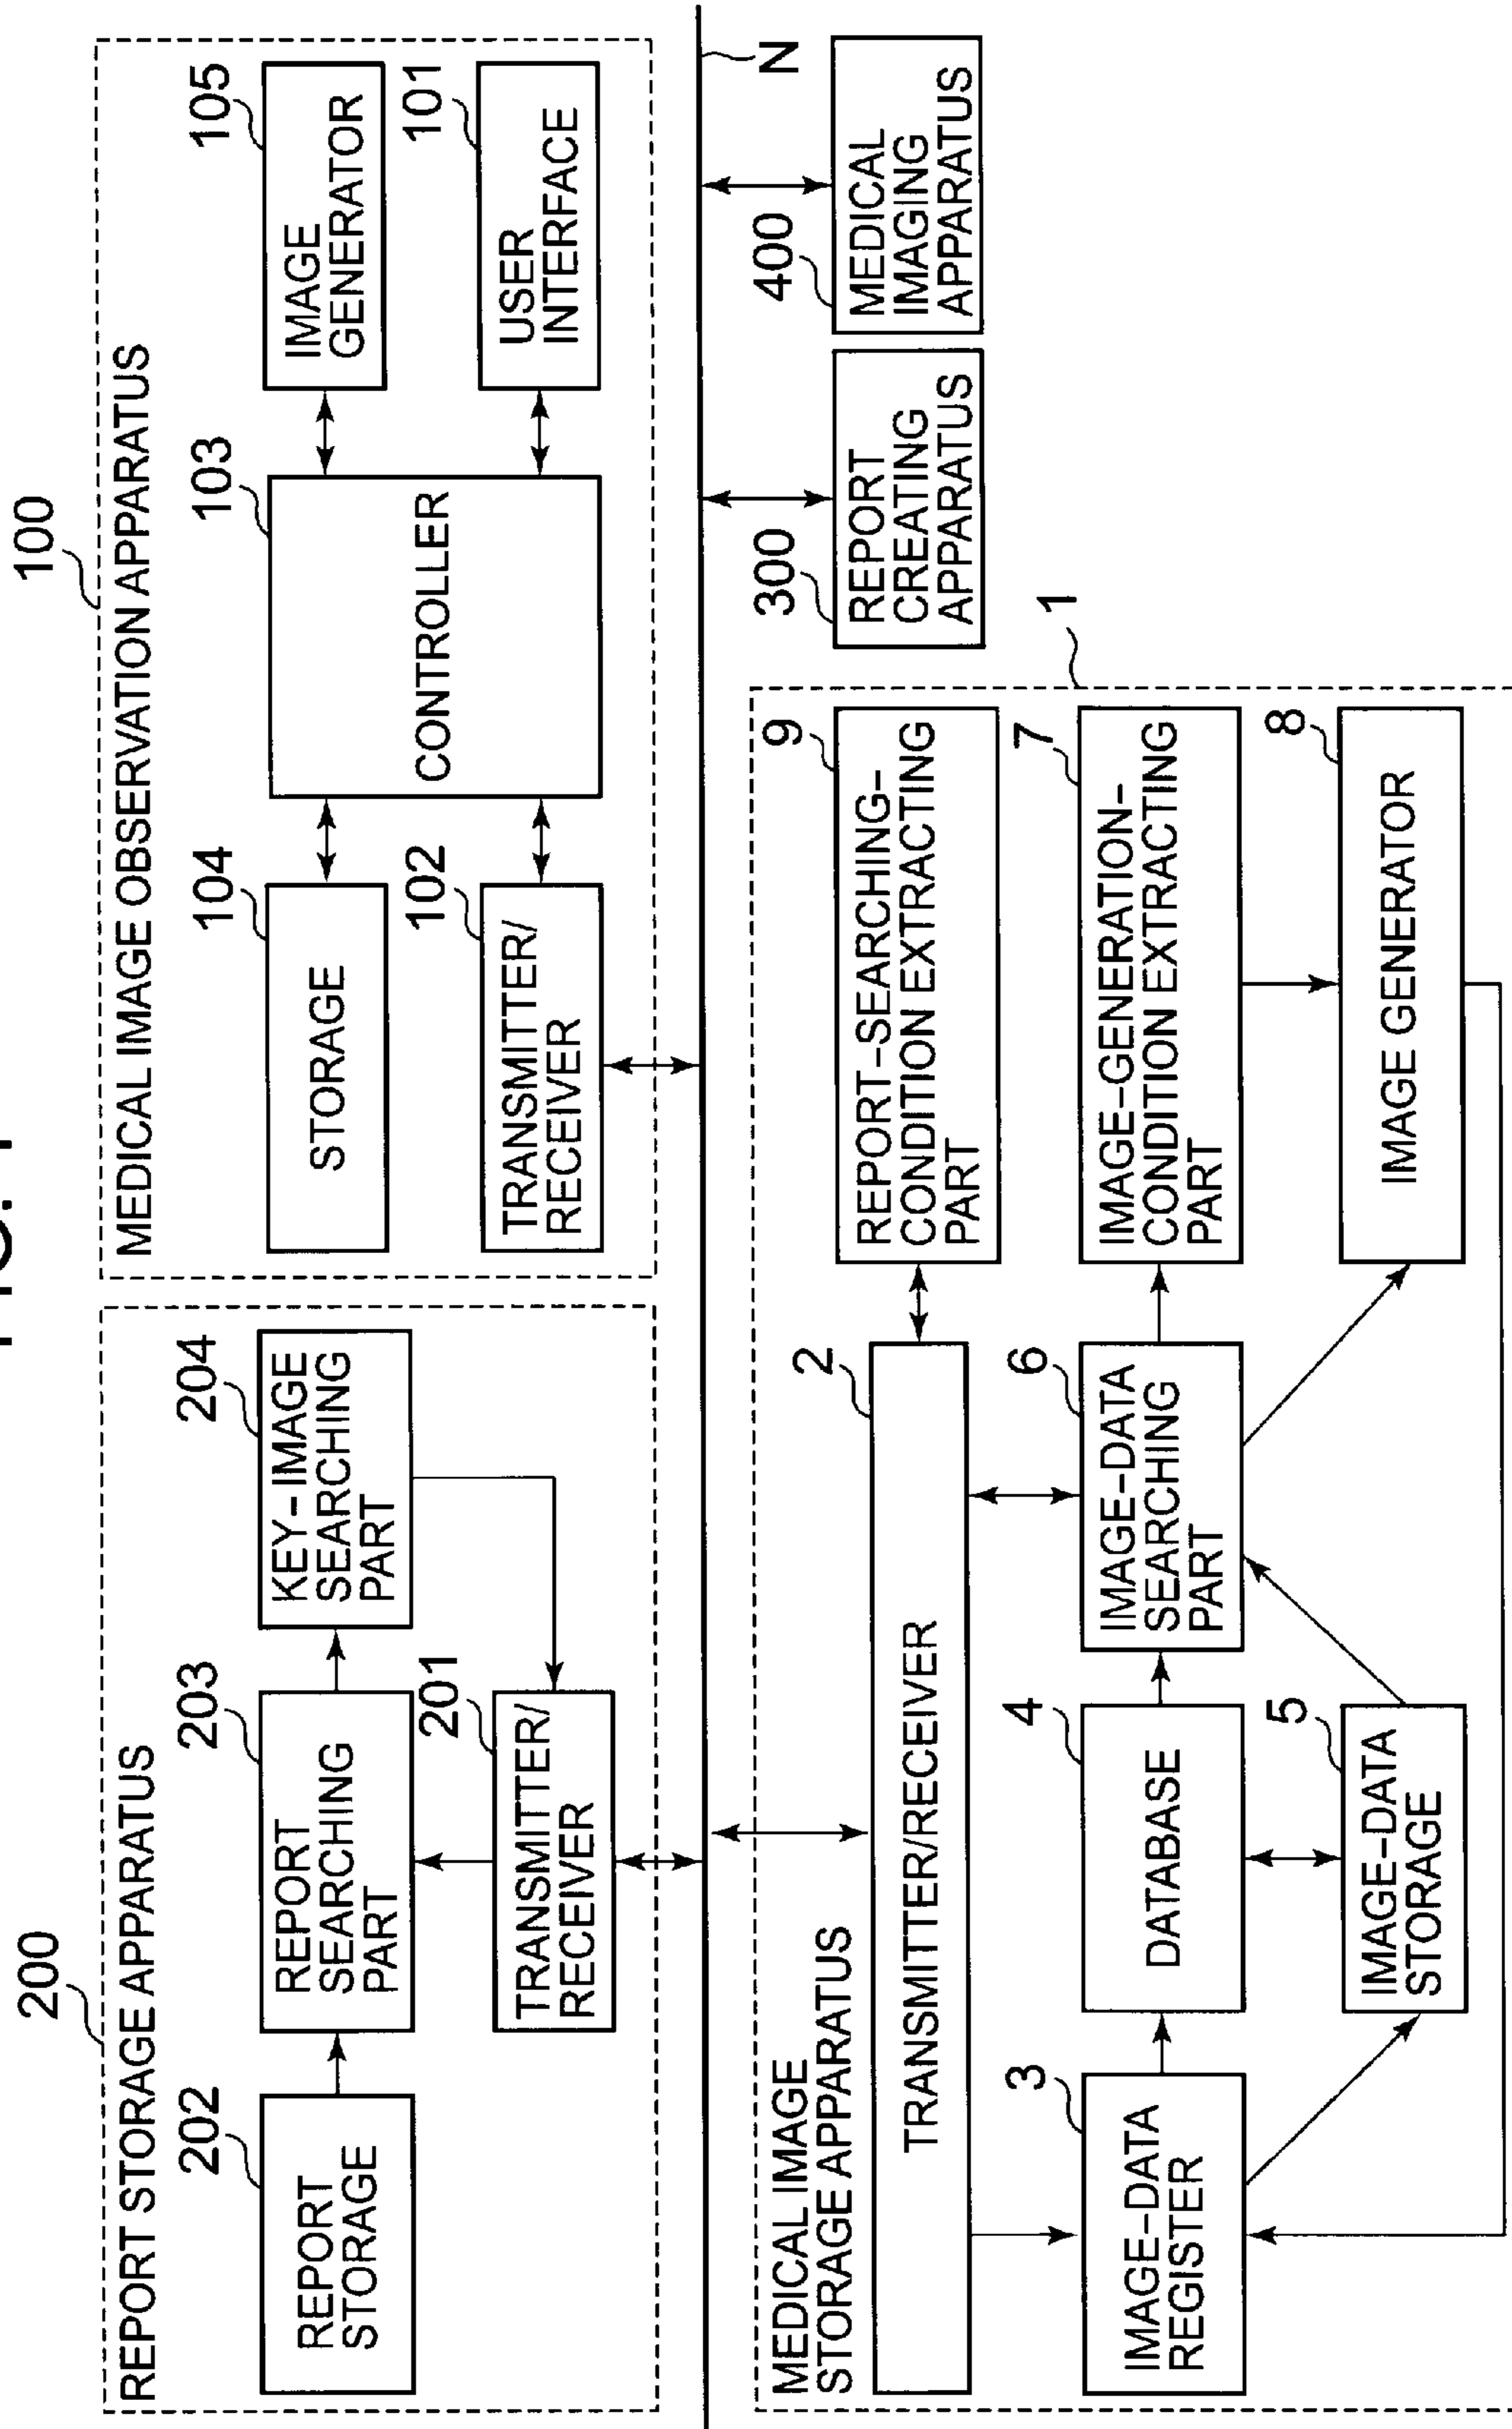 FIG. 1
200
REPORT STORAGE APPARATUS
202
REPORT
STORAGE
203
REPORT
SEARCHING
PART
204
KEY-IMAGE
SEARCHING
PART
201
TRANSMITTER/
RECEIVER
100
MEDICAL IMAGE OBSERVATION APPARATUS
104
STORAGE
102
TRANSMITTER/
RECEIVER
103
CONTROLLER
105
IMAGE
GENERATOR
101
USER
INTERFACE
N
MEDICAL IMAGE
STORAGE APPARATUS
1
2
TRANSMITTER/RECEIVER
9
REPORT-SEARCHING-
CONDITION EXTRACTING
PART
3
IMAGE-DATA
REGISTER
4
DATABASE
6
IMAGE-DATA
SEARCHING
PART
7
IMAGE-GENERATION-
CONDITION EXTRACTING
PART
5
IMAGE-DATA
STORAGE
8
IMAGE GENERATOR
300
REPORT
CREATING
APPARATUS
400
MEDICAL
IMAGING
APPARATUS